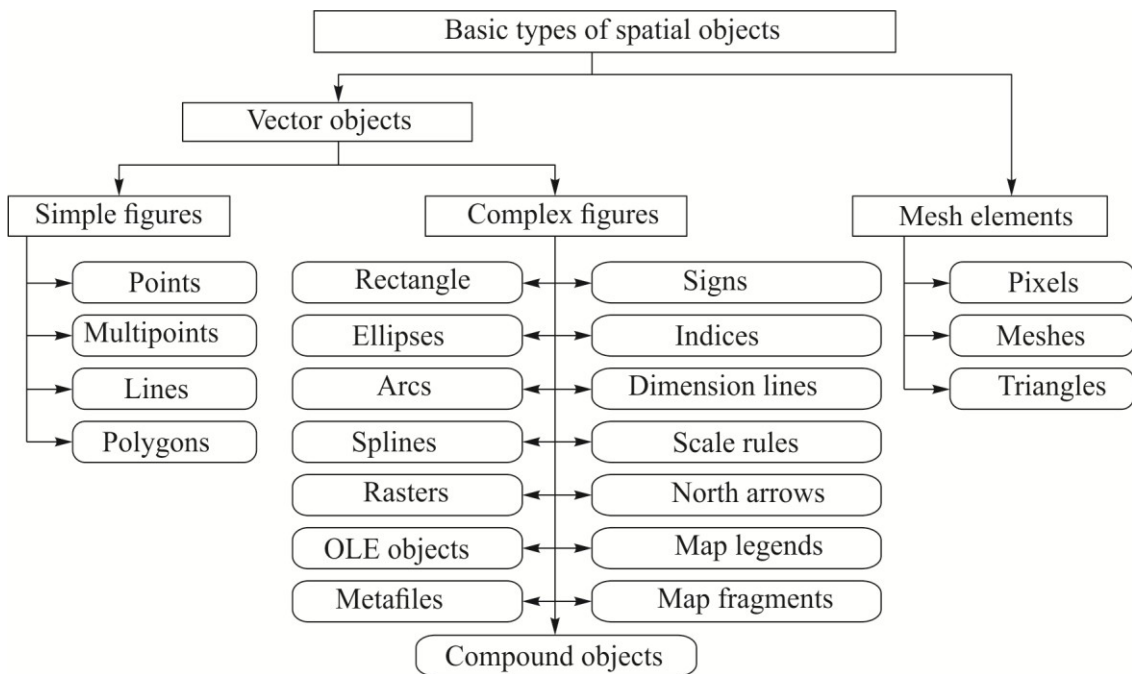 Basic types of spatial objects
Vector objects
Simple figures
Complex figures
Mesh elements
Points
Multipoints
Lines
Polygons
Rectangle
Signs
Ellipses
Indices
Arcs
Dimension lines
Splines
Scale rules
Rasters
North arrows
OLE objects
Map legends
Metafiles
Map fragments
Compound objects
Pixels
Meshes
Triangles